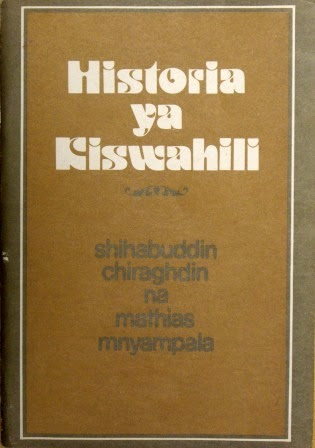 Historia
ya
Kiswahili
shihabuddin
chiraghdin
na
mathias
mnyampala